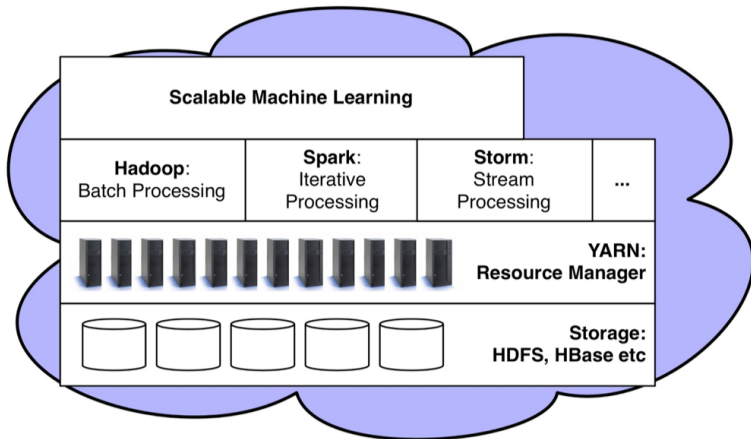 Scalable Machine Learning
Hadoop:
Batch Processing
Spark:
Iterative
Processing
Storm:
Stream
Processing
...
YARN:
Resource Manager
Storage:
HDFS, HBase etc